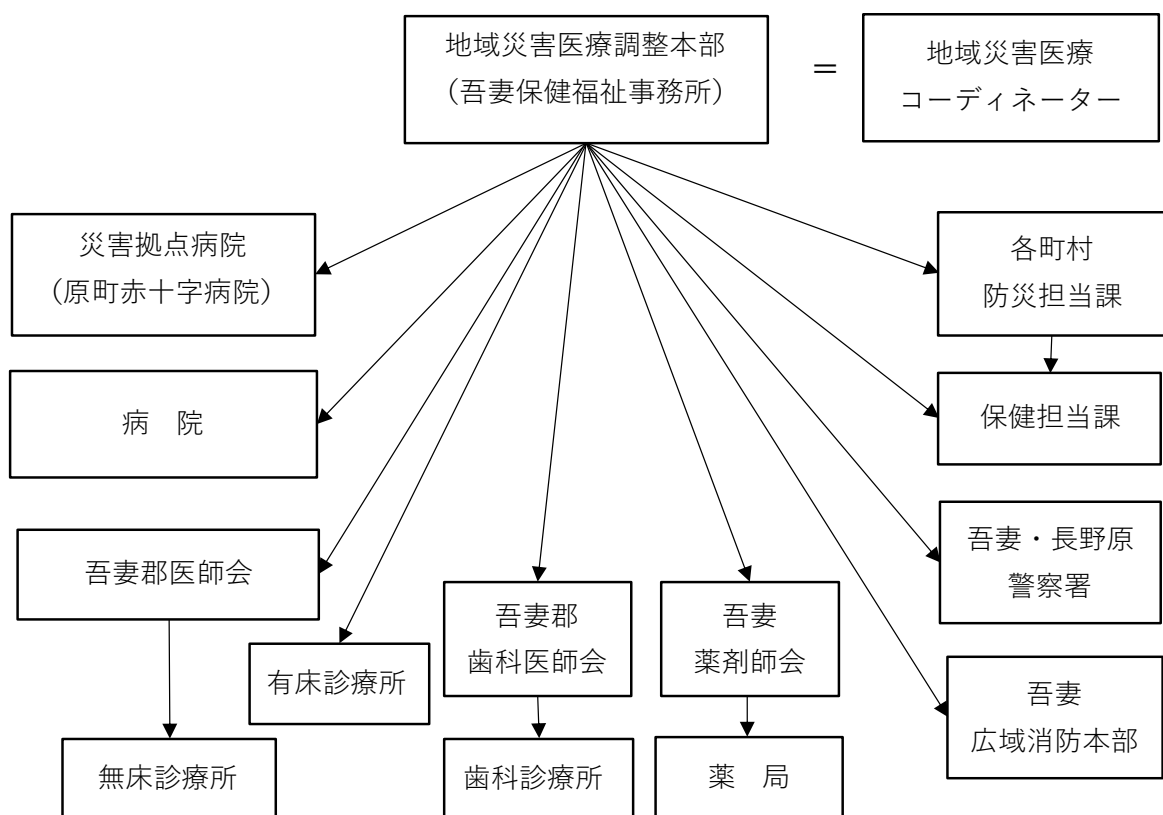 地域災害医療調整本部
（吾妻保健福祉事務所）
＝
地域災害医療
コーディネーター
災害拠点病院
（原町赤十字病院）
各町村
防災担当課
病　院
保健担当課
吾妻郡医師会
吾妻・長野原
警察署
有床診療所
吾妻郡
歯科医師会
吾妻
薬剤師会
吾妻
広域消防本部
無床診療所
歯科診療所
薬　局